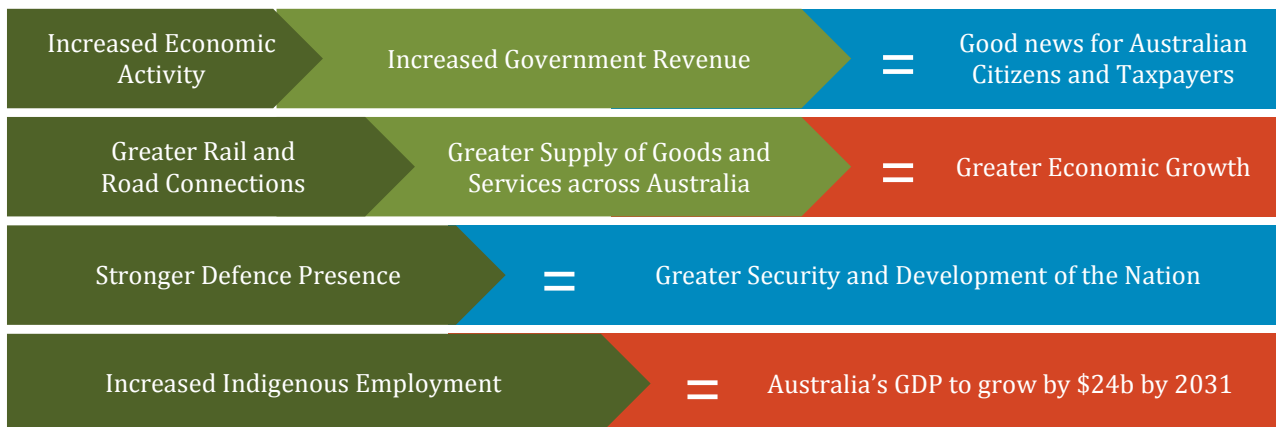 Increased Economic
Activity
Increased Government Revenue
=
Good news for Australian
Citizens and Taxpayers
Greater Rail and
Road Connections
Greater Supply of Goods and
Services across Australia
=
Greater Economic Growth
Stronger Defence Presence
=
Greater Security and Development of the Nation
Increased Indigenous Employment
=
Australia’s GDP to grow by $24b by 2031